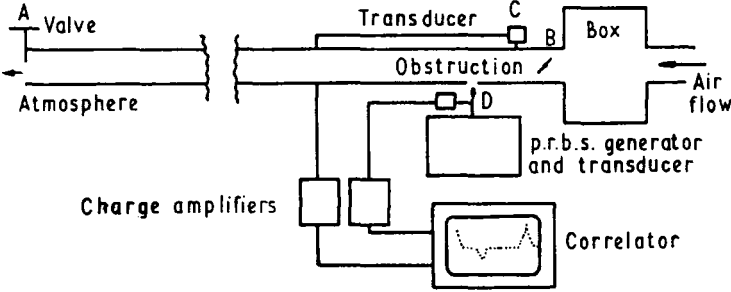 A
Valve
Atmosphere
Transducer
C
B
Box
Obstruction
Air
flow
D
p.r.b.s. generator
and transducer
Charge amplifiers
Correlator